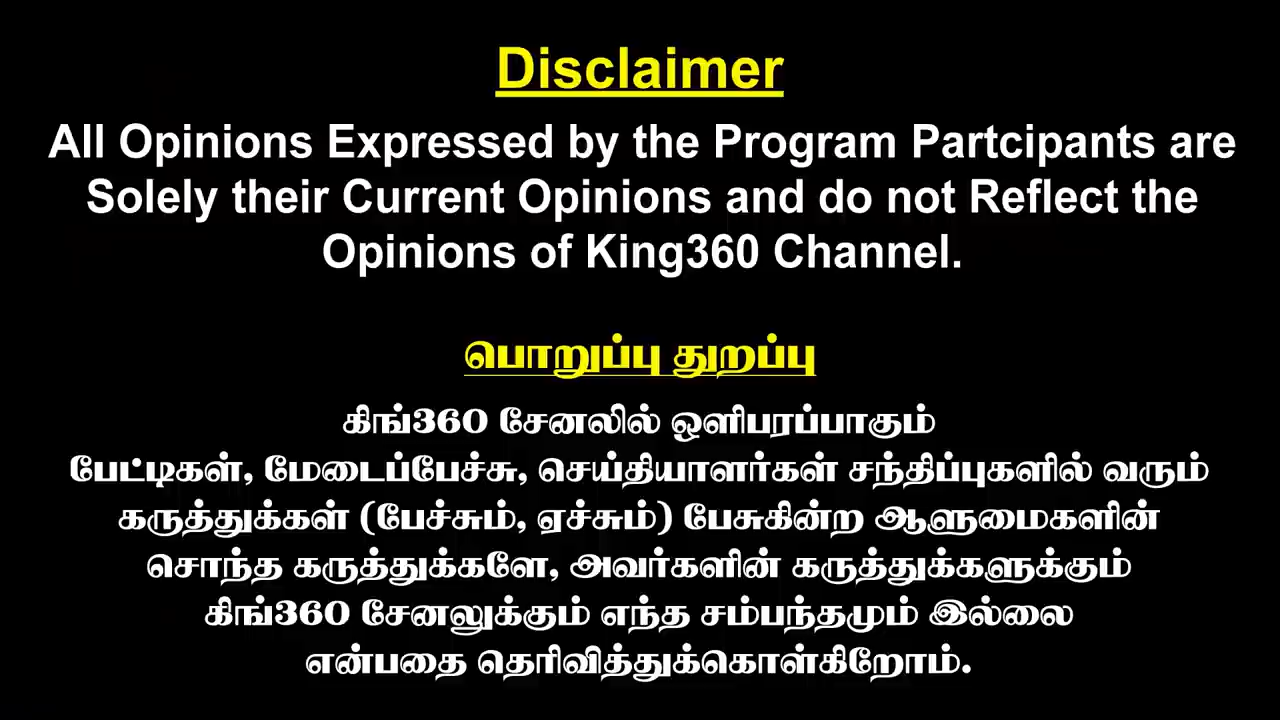 Disclaimer
All Opinions Expressed by the Program Partcipants are
Solely their Current Opinions and do not Reflect the
Opinions of King360 Channel.
பொறுப்பு துறப்பு
கிங்360 சேனலில் ஒளிபரப்பாகும்
பேட்டிகள், மேடைப்பேச்சு, செய்தியாளர்கள் சந்திப்புகளில் வரும்
கருத்துக்கள் (பேச்சும், ஏச்சும்) பேசுகின்ற ஆளுமைகளின்
சொந்த கருத்துக்களே, அவர்களின் கருத்துக்களுக்கும்
கிங்360 சேனலுக்கும் எந்த சம்பந்தமும் இல்லை
என்பதை தெரிவித்துக்கொள்கிறோம்.